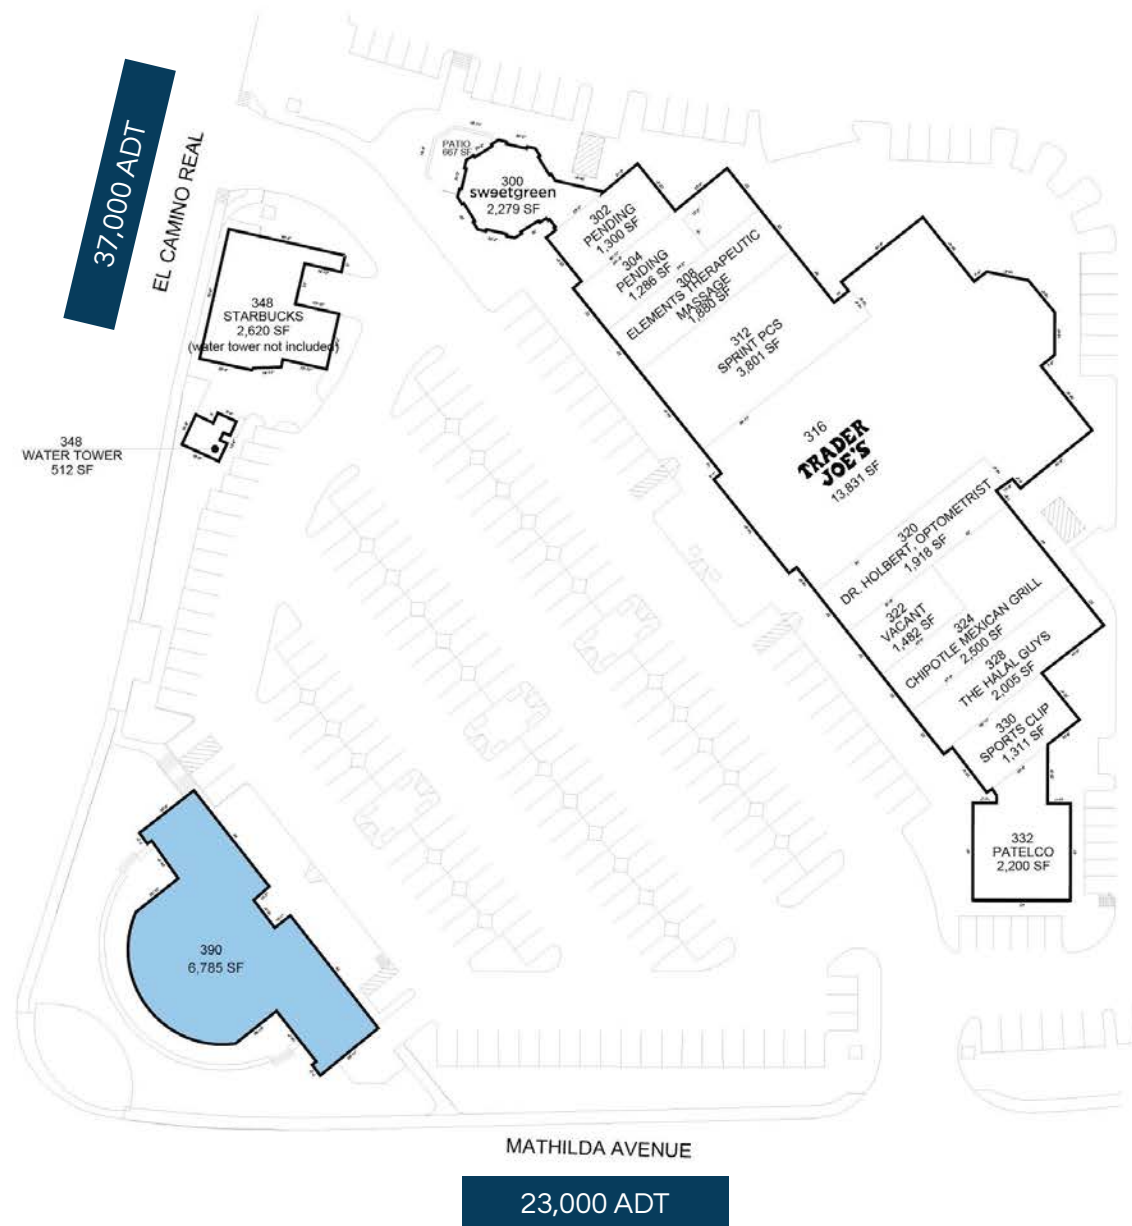 37,000 ADT
EL CAMINO REAL
PATIO
667 SF
300
sweetgreen
2,279 SF
302
PENDING
1,300 SF
304
PENDING
1,286 SF
308
ELEMENTS THERAPEUTIC
MASSAGE
1,880 SF
312
SPRINT PCS
3,801 SF
348
STARBUCKS
2,620 SF
(water tower not included)
348
WATER TOWER
512 SF
316
TRADER
JOE'S
13,831 SF
320
DR. HOLBERT, OPTOMETRIST
1,918 SF
322
VACANT
1,482 SF
324
CHIPOTLE MEXICAN GRILL
2,500 SF
328
THE HALAL GUYS
2,005 SF
330
SPORTS CLIP
1,311 SF
332
PATELCO
2,200 SF
390
6,785 SF
MATHILDA AVENUE
23,000 ADT